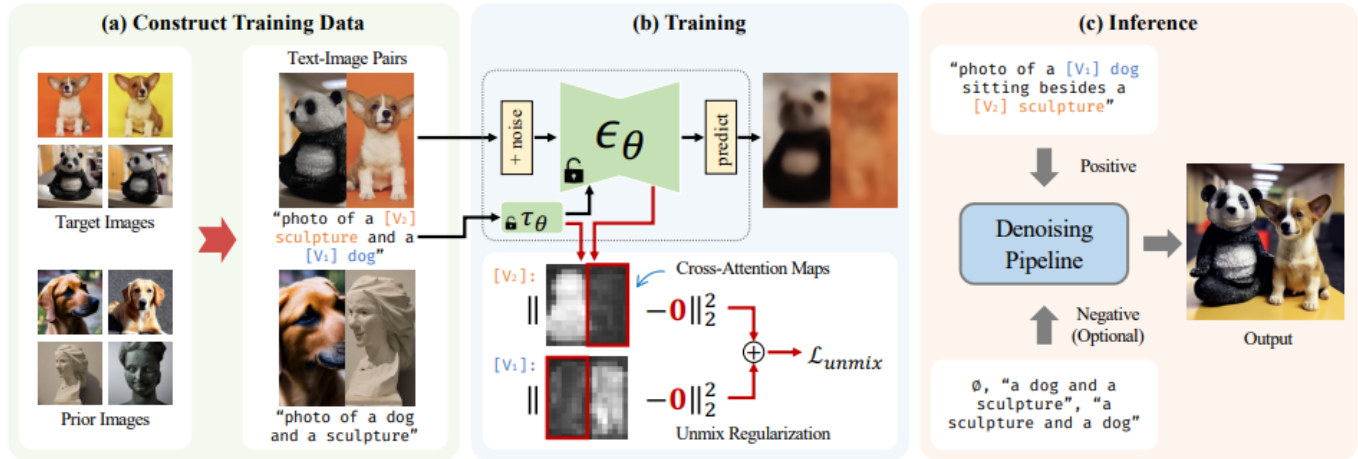 (a) Construct Training Data
Target Images
Prior Images
Text-Image Pairs
“photo of a [V₂]
sculpture and a
[V₁] dog”
“photo of a dog
and a sculpture”
(b) Training
+ noise
ϵθ
predict
τθ
[V₂]:
Cross-Attention Maps
‖ −0‖₂²
[V₁]:
‖ −0‖₂²
⊕
ℒunmix
Unmix Regularization
(c) Inference
“photo of a [V₁] dog
sitting besides a
[V₂] sculpture”
Positive
Denoising
Pipeline
Negative
(Optional)
Output
ø, “a dog and a
sculpture”, “a
sculpture and a dog”